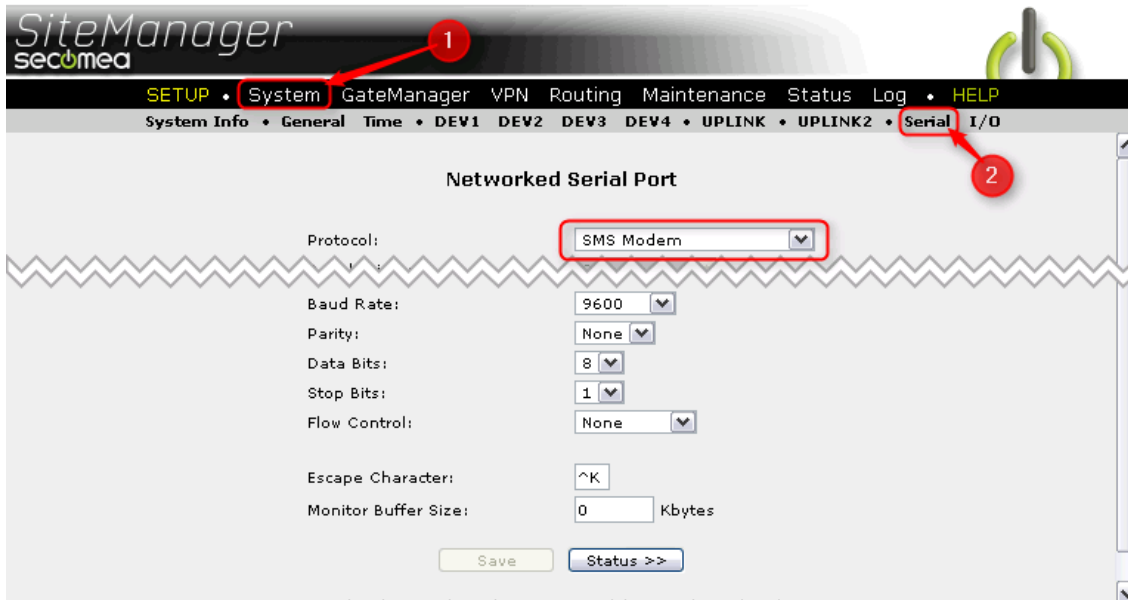 SiteManager
secomea
1
SETUP • System GateManager VPN Routing Maintenance Status Log • HELP
System Info • General Time • DEV1 DEV2 DEV3 DEV4 • UPLINK • UPLINK2 • Serial I/O
2
Networked Serial Port
Protocol: SMS Modem
Baud Rate: 9600
Parity: None
Data Bits: 8
Stop Bits: 1
Flow Control: None
Escape Character: ^K
Monitor Buffer Size: 0 Kbytes
Save Status >>